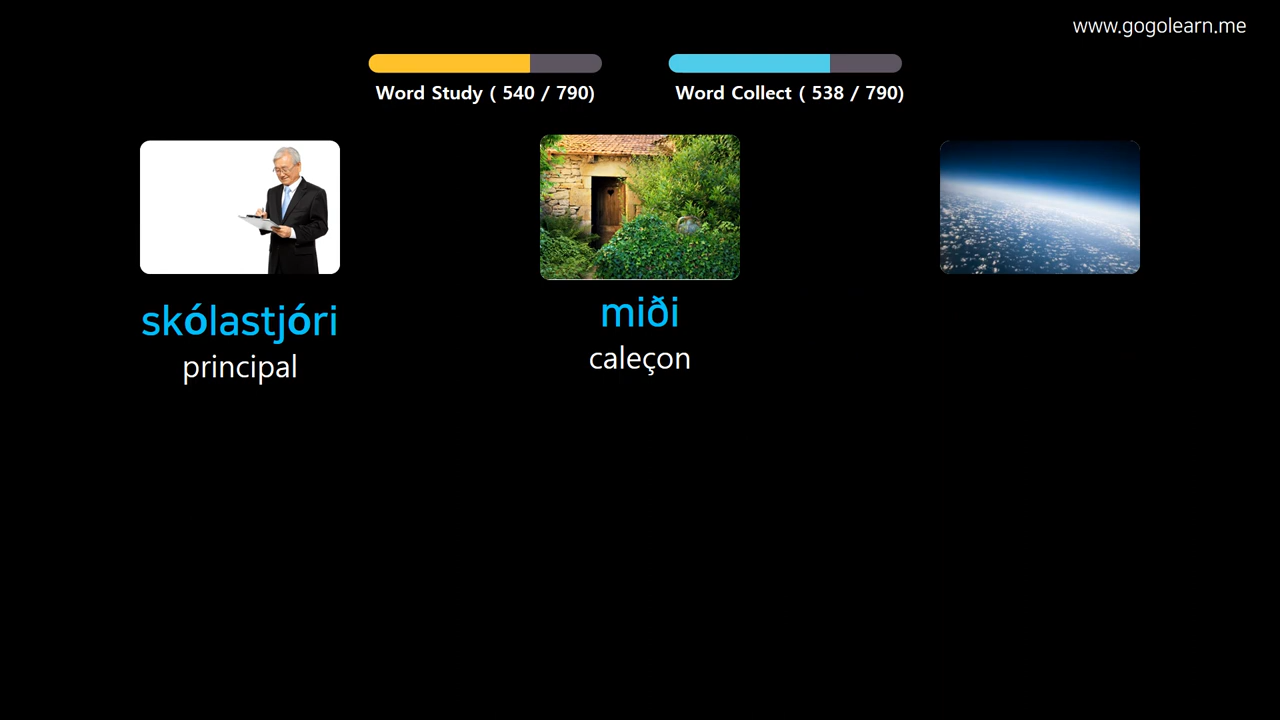 www.gogolearn.me
Word Study ( 540 / 790)
Word Collect ( 538 / 790)
skólastjóri
principal
miði
caleçon